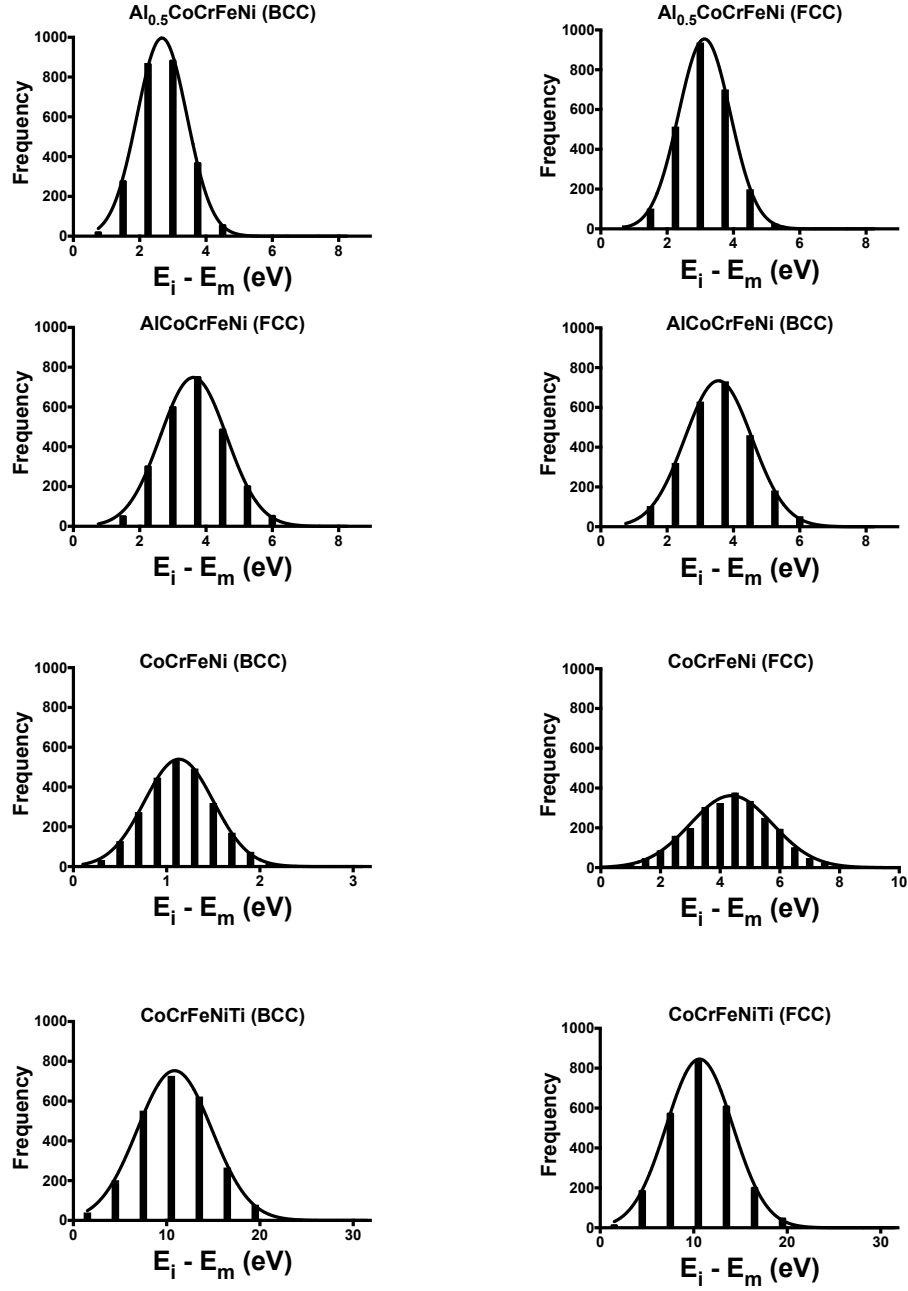 Al0.5CoCrFeNi (BCC)
1000
800
600
400
200
0
Frequency
0 2 4 6 8
Ei - Em (eV)
Al0.5CoCrFeNi (FCC)
1000
800
600
400
200
0
Frequency
0 2 4 6 8
Ei - Em (eV)
AlCoCrFeNi (FCC)
1000
800
600
400
200
0
Frequency
0 2 4 6 8
Ei - Em (eV)
AlCoCrFeNi (BCC)
1000
800
600
400
200
0
Frequency
0 2 4 6 8
Ei - Em (eV)
CoCrFeNi (BCC)
1000
800
600
400
200
0
Frequency
0 1 2 3
Ei - Em (eV)
CoCrFeNi (FCC)
1000
800
600
400
200
0
Frequency
0 2 4 6 8 10
Ei - Em (eV)
CoCrFeNiTi (BCC)
1000
800
600
400
200
0
Frequency
0 10 20 30
Ei - Em (eV)
CoCrFeNiTi (FCC)
1000
800
600
400
200
0
Frequency
0 10 20 30
Ei - Em (eV)